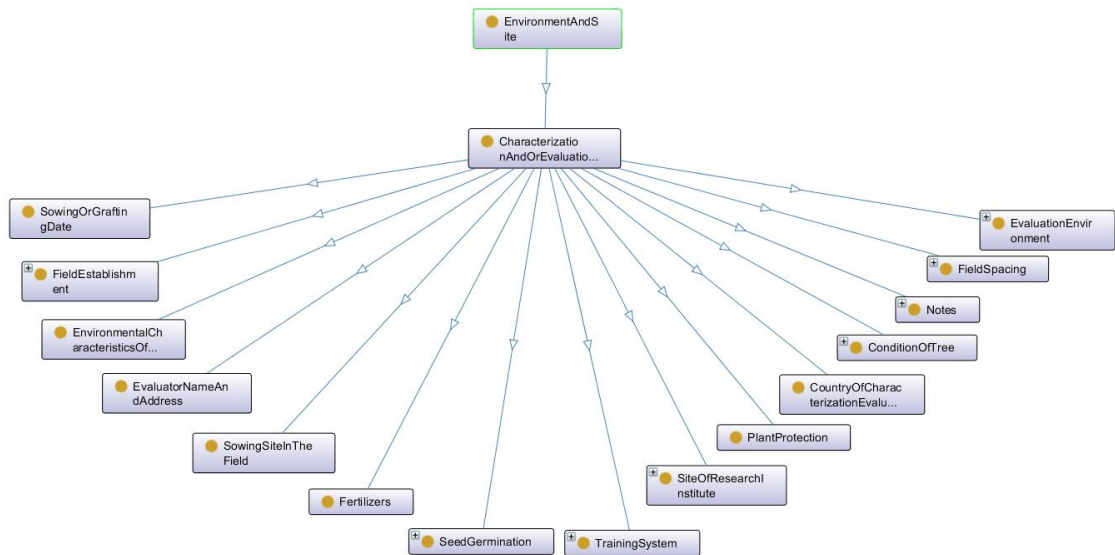 EnvironmentAndS
ite
Characterizatio
nAndOrEvaluatio...
SowingOrGraftin
gDate
EvaluationEnvir
onment
FieldEstablishm
ent
FieldSpacing
Notes
EnvironmentalCh
aracteristicsOf...
ConditionOfTree
EvaluatorNameAn
dAddress
CountryOfCharac
terizationEvalu...
SowingSiteInThe
Field
PlantProtection
SiteOfResearchI
nstitute
Fertilizers
SeedGermination
TrainingSystem